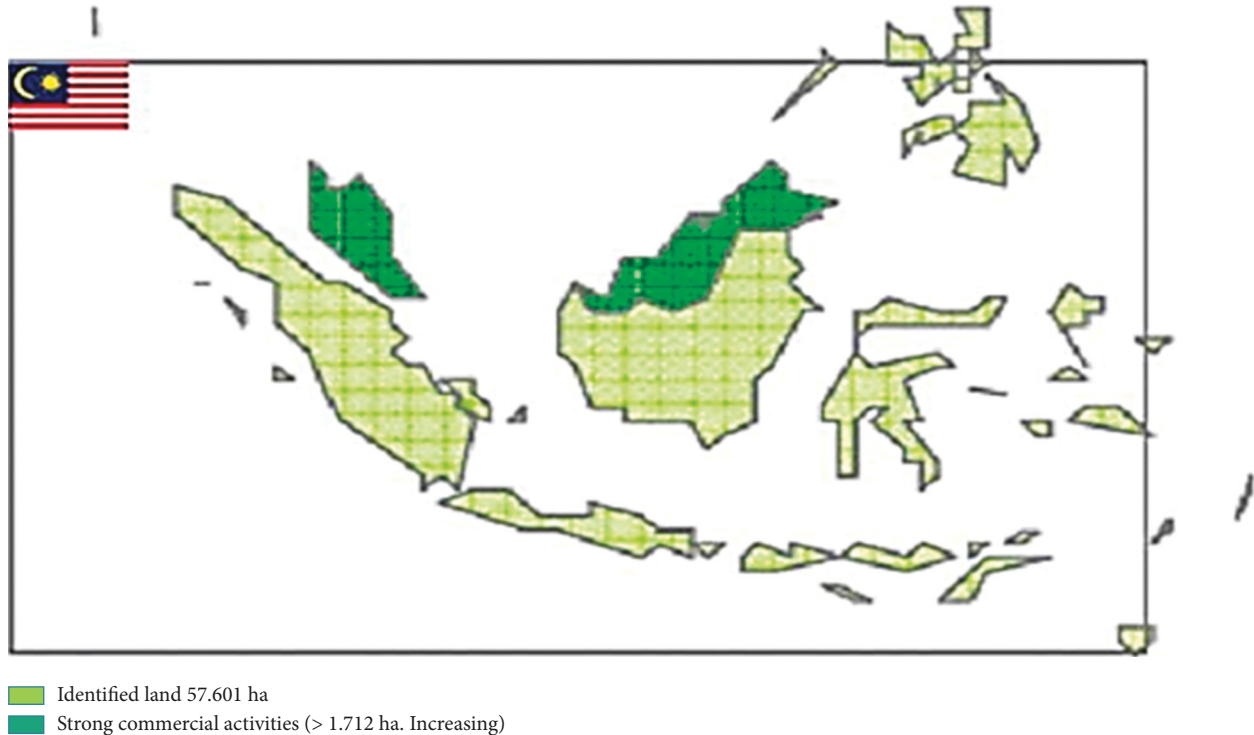 Identified land 57.601 ha
Strong commercial activities (> 1.712 ha. Increasing)